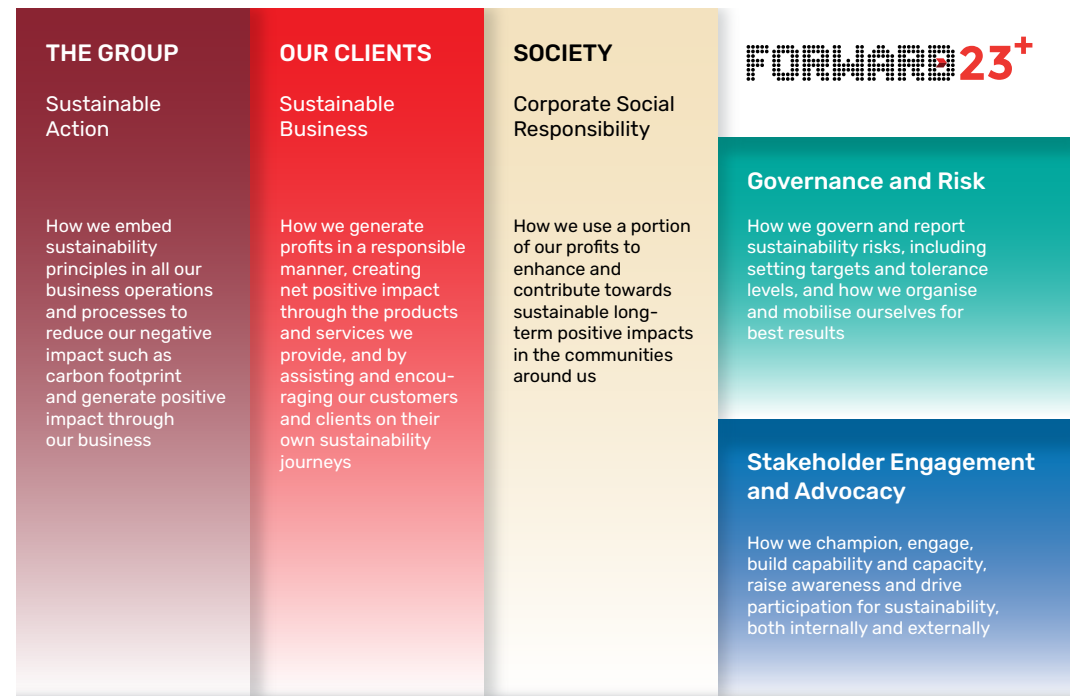 THE GROUP
Sustainable
Action
How we embed
sustainability
principles in all our
business operations
and processes to
reduce our negative
impact such as
carbon footprint
and generate positive
impact through
our business
OUR CLIENTS
Sustainable
Business
How we generate
profits in a responsible
manner, creating
net positive impact
through the products
and services we
provide, and by
assisting and encou-
raging our customers
and clients on their
own sustainability
journeys
SOCIETY
Corporate Social
Responsibility
How we use a portion
of our profits to
enhance and
contribute towards
sustainable long-
term positive impacts
in the communities
around us
FORWARD23+
Governance and Risk
How we govern and report
sustainability risks, including
setting targets and tolerance
levels, and how we organise
and mobilise ourselves for
best results
Stakeholder Engagement
and Advocacy
How we champion, engage,
build capability and capacity,
raise awareness and drive
participation for sustainability,
both internally and externally